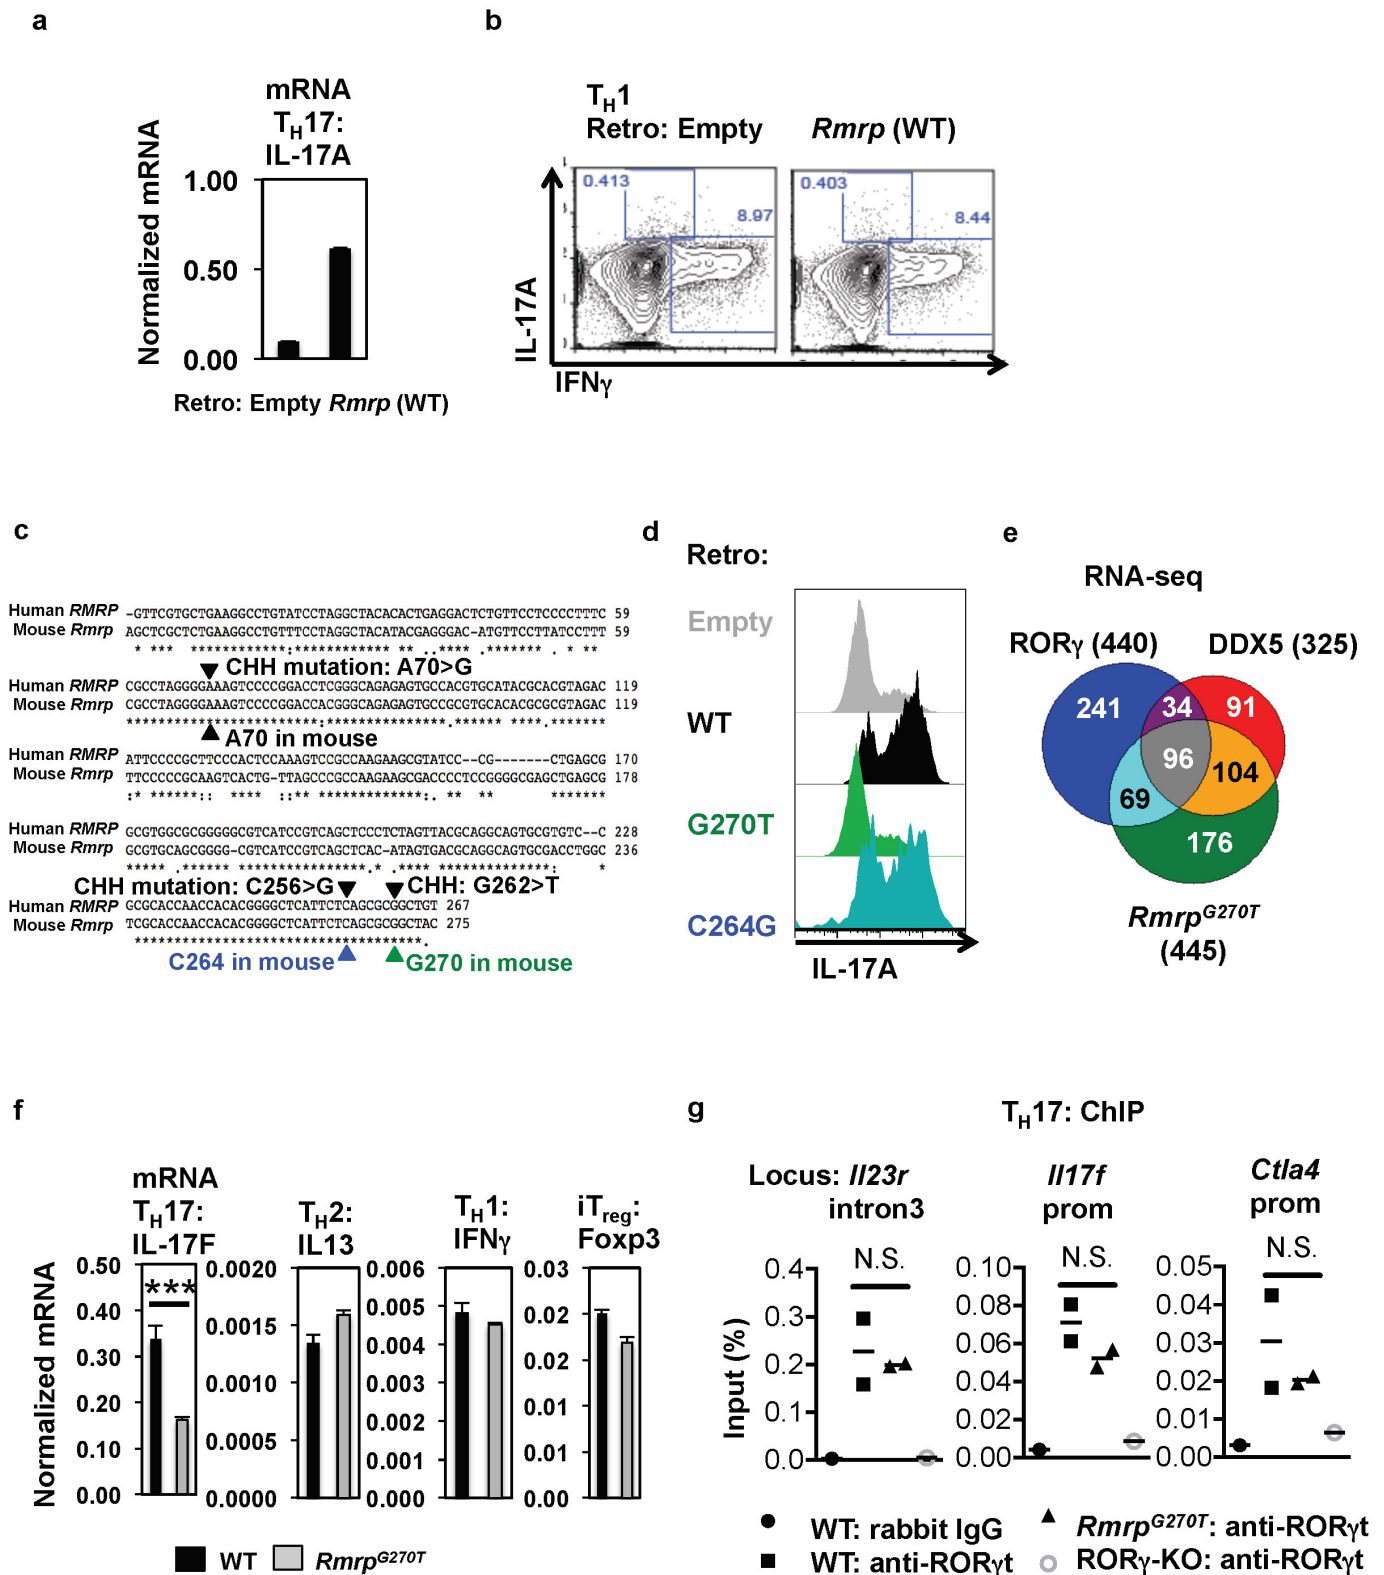 a
mRNA
TH17:
IL-17A
Normalized mRNA
1.00
0.50
0.00
Retro: Empty Rmrp (WT)
b
TH1
Retro: Empty Rmrp (WT)
0.413
8.97
0.403
8.44
IL-17A
IFNγ
c
Human RMRP -GTTCGTGCTGAAGGCCTGTATCCTAGGCTACACACTGAGGACTCTGTTCCTCCCCTTTC 59
Mouse Rmrp AGCTCGCTCTGAAGGCCTGTTTCCTAGGCTACATACGAGGGAC-ATGTTCCTTATCCTTT 59
CHH mutation: A70>G
Human RMRP CGCCTAGGGGAAAGTCCCCGGACCTCGGGCAGAGAGTGCCACGTGCATACGCACGTAGAC 119
Mouse Rmrp CGCCTAGGGGAAAGTCCCCGGACCACGGGCAGAGAGTGCCGCGTGCACACGCGCGTAGAC 119
A70 in mouse
Human RMRP ATTCCCCGCTTCCCACTCCAAAGTCCGCCAAGAAGCGTATCC--CG-------CTGAGCG 170
Mouse Rmrp TTCCCCCGCAAGTCACTG-TTAGCCCGCCAAGAAGCGACCCCTCCGGGGCGAGCTGAGCG 178
Human RMRP GCGTGGCGCGGGGGCGTCATCCGTCAGCTCCCTCTAGTTACGCAGGCAGTGCGTGTC--C 228
Mouse Rmrp GCGTGCAGCGGGG-CGTCATCCGTCAGCTCAC-ATAGTGACGCAGGCAGTGCGACCTGGC 236
CHH mutation: C256>G CHH: G262>T
Human RMRP GCGCACCAACCACACGGGGCTCATTCTCAGCGCGGCTGT 267
Mouse Rmrp TCGCACCAACCACACGGGGCTCATTCTCAGCGCGGCTAC 275
C264 in mouse G270 in mouse
d
Retro:
Empty
WT
G270T
C264G
IL-17A
e
RNA-seq
RORγ (440) DDX5 (325)
241
34
91
96
104
69
176
RmrpG270T
(445)
f
mRNA
TH17:
IL-17F
TH2:
IL13
TH1:
IFNγ
iTreg:
Foxp3
Normalized mRNA
0.50
0.40
0.30
0.20
0.10
0.00
***
0.0020
0.0015
0.0010
0.0005
0.0000
0.006
0.005
0.004
0.003
0.002
0.001
0.000
0.03
0.02
0.02
0.01
0.01
0.00
WT RmrpG270T
g
TH17: ChIP
Locus: Il23r
intron3
Il17f
prom
Ctla4
prom
Input (%)
N.S.
0.4
0.3
0.2
0.1
0.0
N.S.
0.10
0.08
0.06
0.04
0.02
0.00
N.S.
0.05
0.04
0.03
0.02
0.01
0.00
WT: rabbit IgG
WT: anti-RORγt
RmrpG270T: anti-RORγt
RORγ-KO: anti-RORγt